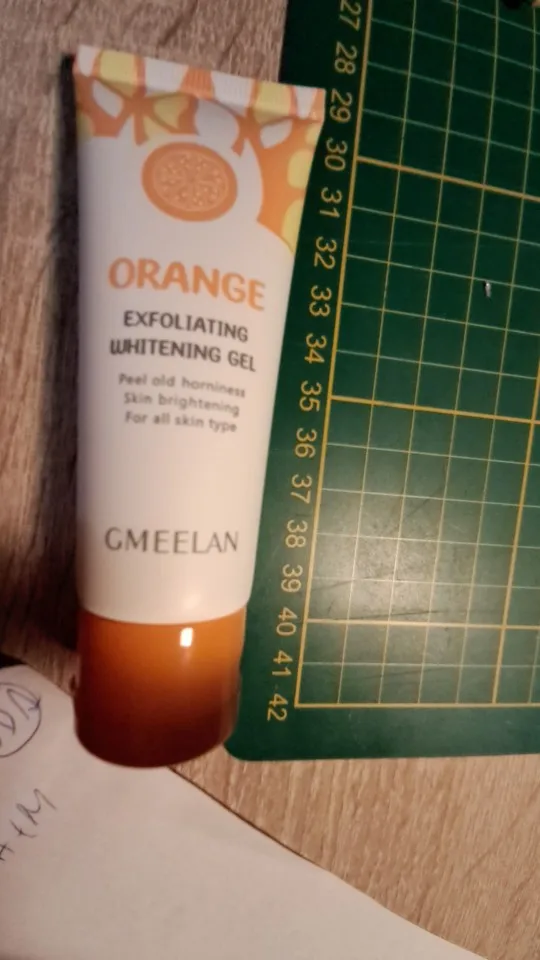 ORANGE
EXFOLIATING
WHITENING GEL
Peel old horniness
Skin brightening
For all skin type
GMEELAN
27
28
29
30
31
32
33
34
35
36
37
38
39
40
41
42